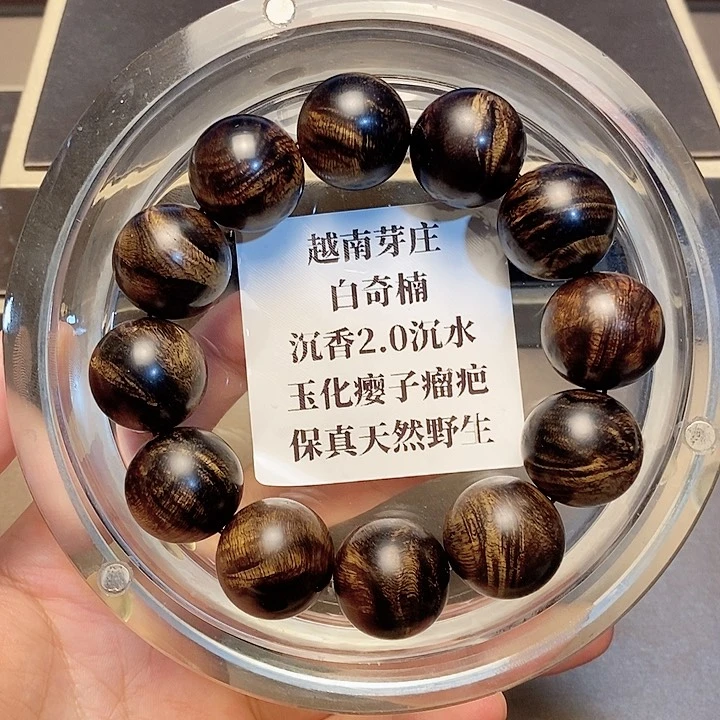 越南芽庄
白奇楠
沉香2.0沉水
玉化瘿子瘤疤
保真天然野生